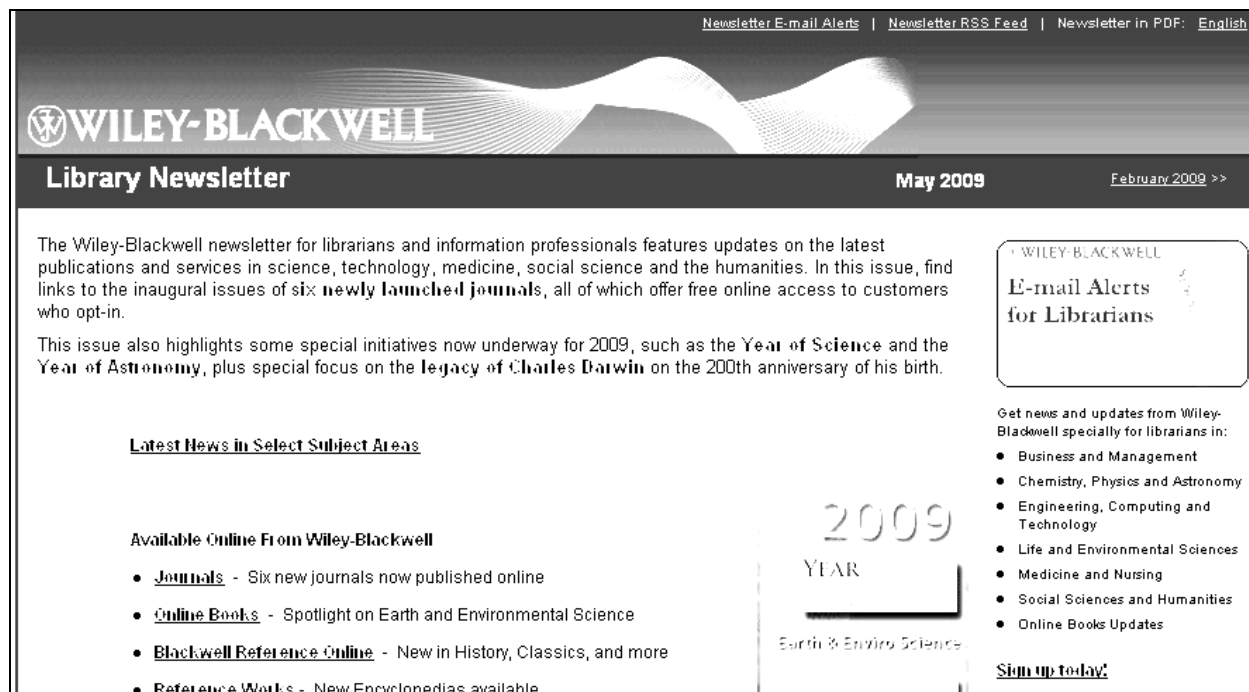 Newsletter E-mail Alerts | Newsletter RSS Feed | Newsletter in PDF: English
WILEY-BLACKWELL
Library Newsletter
May 2009
February 2009 >>
The Wiley-Blackwell newsletter for librarians and information professionals features updates on the latest
publications and services in science, technology, medicine, social science and the humanities. In this issue, find
links to the inaugural issues of six newly launched journals, all of which offer free online access to customers
who opt-in.
This issue also highlights some special initiatives now underway for 2009, such as the Year of Science and the
Year of Astronomy, plus special focus on the legacy of Charles Darwin on the 200th anniversary of his birth.
Latest News in Select Subject Areas
Available Online From Wiley-Blackwell
• Journals - Six new journals now published online
• Online Books - Spotlight on Earth and Environmental Science
• Blackwell Reference Online - New in History, Classics, and more
• Reference Works - New Encyclopedias available
2009
YEAR
Earth & Enviro Science
WILEY-BLACKWELL
E-mail Alerts
for Librarians
Get news and updates from Wiley-
Blackwell specially for librarians in:
• Business and Management
• Chemistry, Physics and Astronomy
• Engineering, Computing and
Technology
• Life and Environmental Sciences
• Medicine and Nursing
• Social Sciences and Humanities
• Online Books Updates
Sign up today!